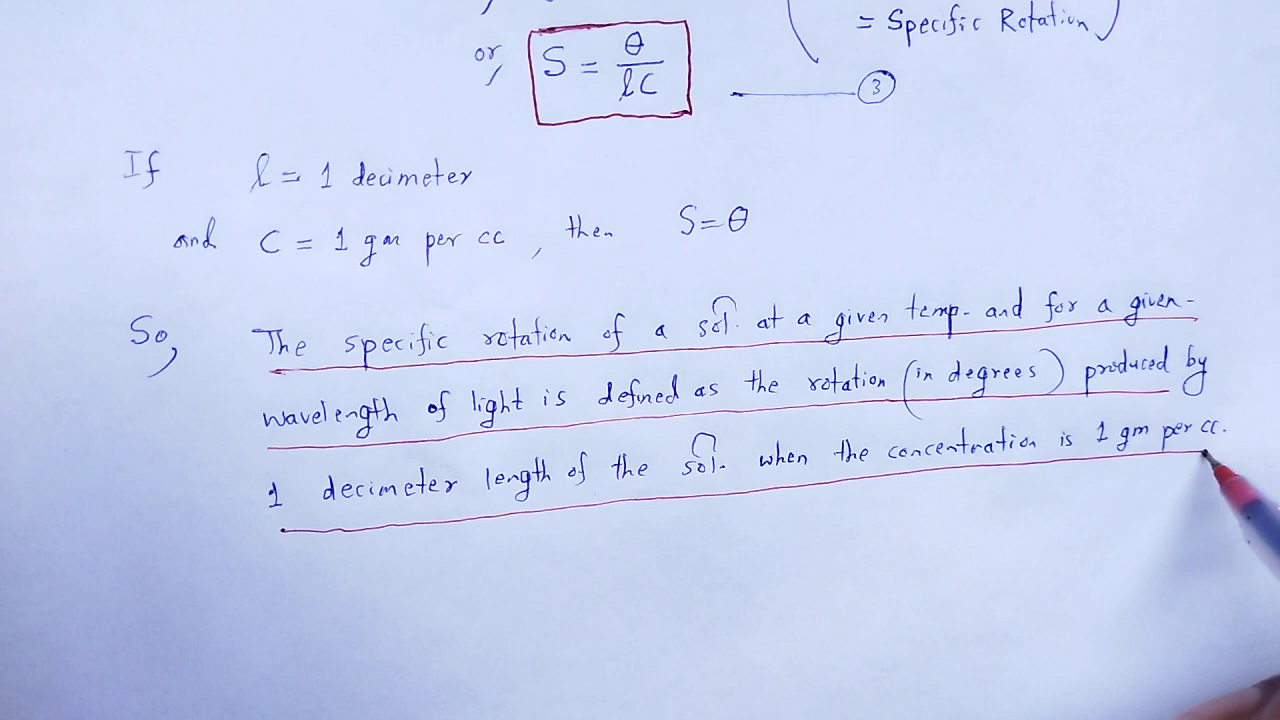 = Specific Rotation)
or, S = θ/lC ——— ③
If l = 1 decimeter
and C = 1 gm per cc, then S=θ
So, The specific rotation of a sol. at a given temp. and for a given-
wavelength of light is defined as the rotation (in degrees) produced by
1 decimeter length of the sol. when the concentration is 1 gm per cc.